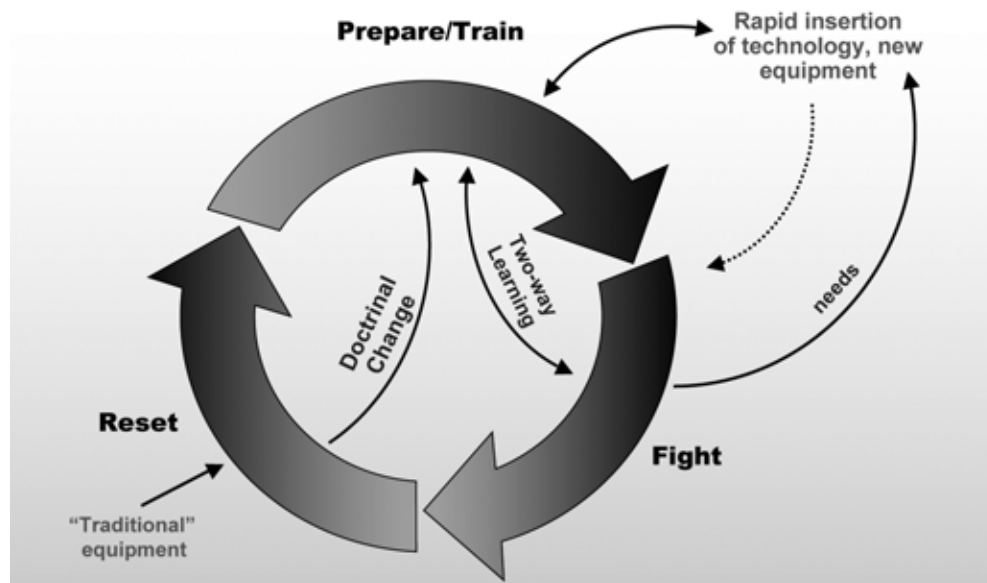 Prepare/Train
Rapid insertion
of technology, new
equipment
Doctrinal
Change
Two-way
Learning
needs
Reset
Fight
“Traditional”
equipment